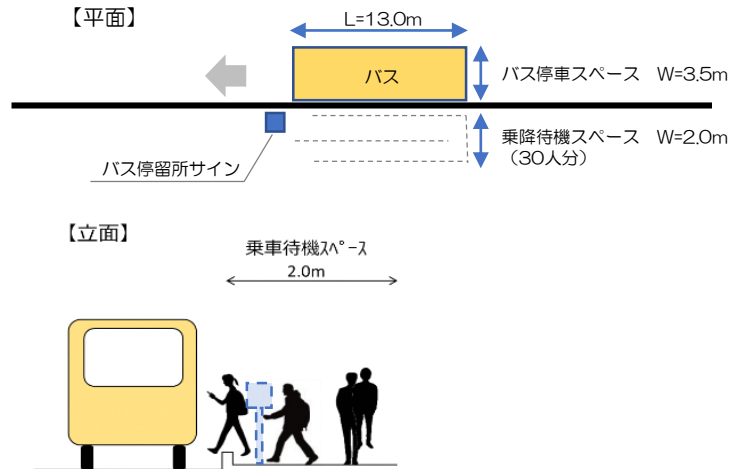 【平面】
L=13.0m
バス
バス停車スペース　W=3.5m
乗降待機スペース　W=2.0m
（30人分）
バス停留所サイン
【立面】
乗車待機ｽﾍﾟｰｽ
2.0m